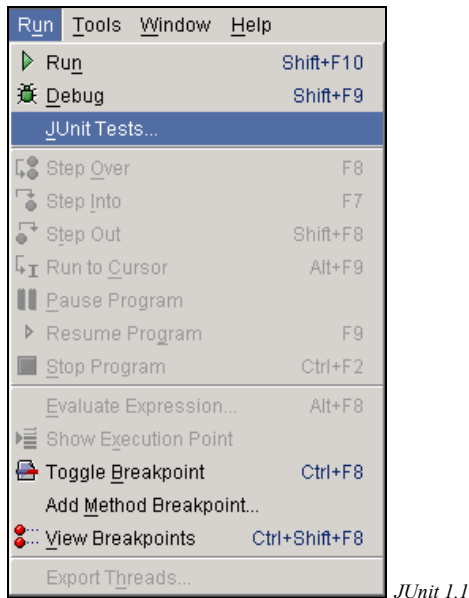 Run Tools Window Help
Run Shift+F10
Debug Shift+F9
JUnit Tests...
Step Over F8
Step Into F7
Step Out Shift+F8
Run to Cursor Alt+F9
Pause Program
Resume Program F9
Stop Program Ctrl+F2
Evaluate Expression... Alt+F8
Show Execution Point
Toggle Breakpoint Ctrl+F8
Add Method Breakpoint...
View Breakpoints Ctrl+Shift+F8
Export Threads...
JUnit 1.1